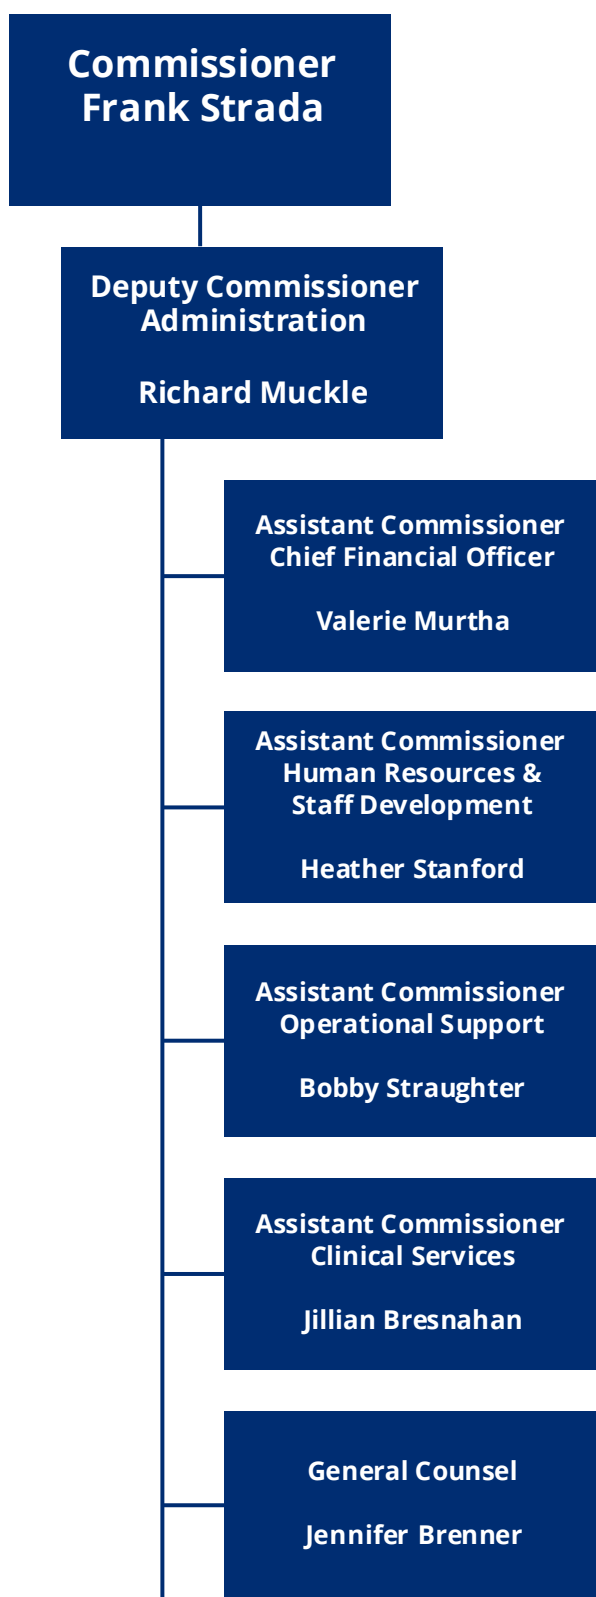 Commissioner
Frank Strada
Deputy Commissioner
Administration
Richard Muckle
Assistant Commissioner
Chief Financial Officer
Valerie Murtha
Assistant Commissioner
Human Resources &
Staff Development
Heather Stanford
Assistant Commissioner
Operational Support
Bobby Straughter
Assistant Commissioner
Clinical Services
Jillian Bresnahan
General Counsel
Jennifer Brenner